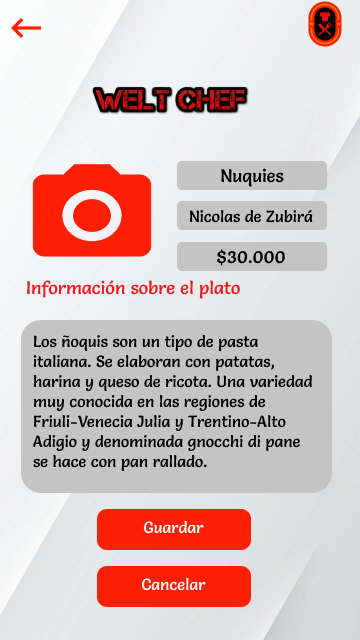 WELT CHEF
Nuquies
Nicolas de Zubirá
$30.000
Información sobre el plato
Los ñoquis son un tipo de pasta
italiana. Se elaboran con patatas,
harina y queso de ricota. Una variedad
muy conocida en las regiones de
Friuli-Venecia Julia y Trentino-Alto
Adigio y denominada gnocchi di pane
se hace con pan rallado.
Guardar
Cancelar